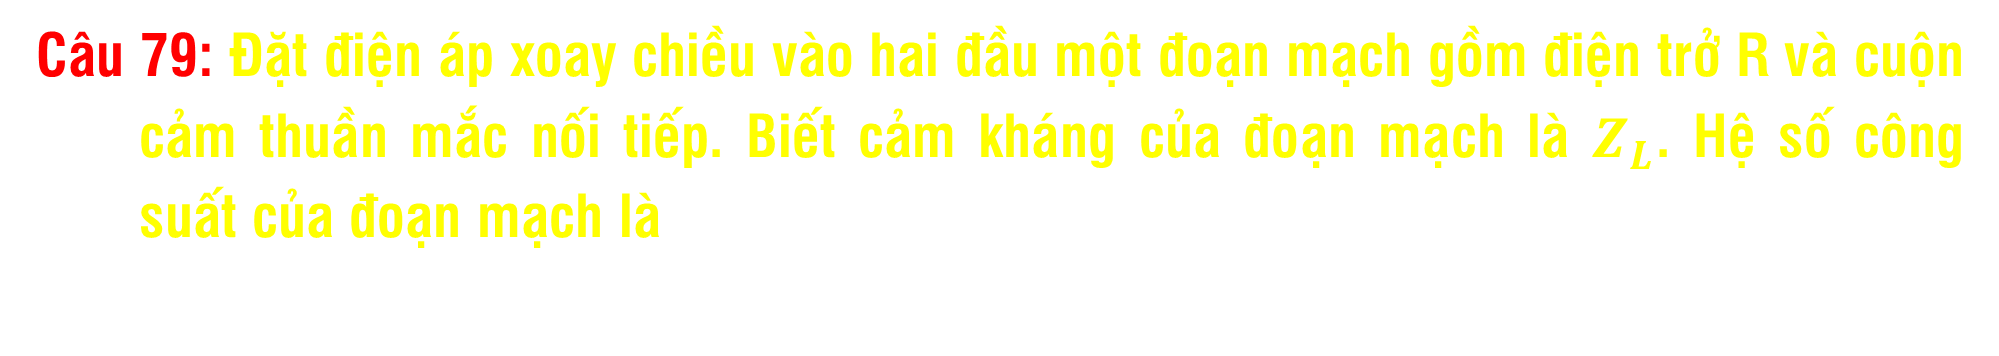 Câu 79: Đặt điện áp xoay chiều vào hai đầu một đoạn mạch gồm điện trở R và cuộn
cảm thuần mắc nối tiếp. Biết cảm kháng của đoạn mạch là Z_L. Hệ số công
suất của đoạn mạch là